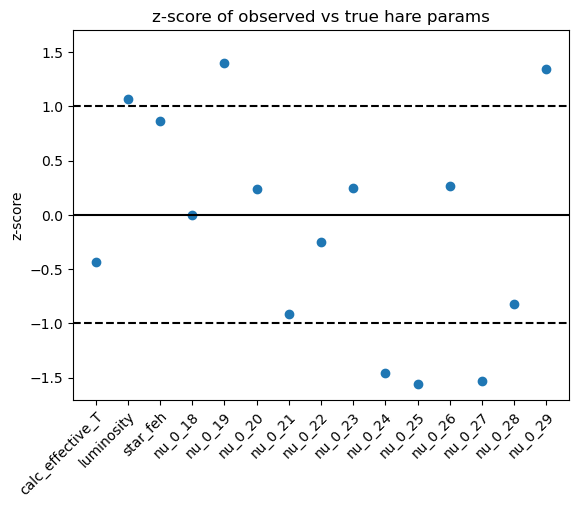 z-score of observed vs true hare params
z-score
1.5
1.0
0.5
0.0
−0.5
−1.0
−1.5
calc_effective_T
luminosity
star_feh
nu_0_18
nu_0_19
nu_0_20
nu_0_21
nu_0_22
nu_0_23
nu_0_24
nu_0_25
nu_0_26
nu_0_27
nu_0_28
nu_0_29